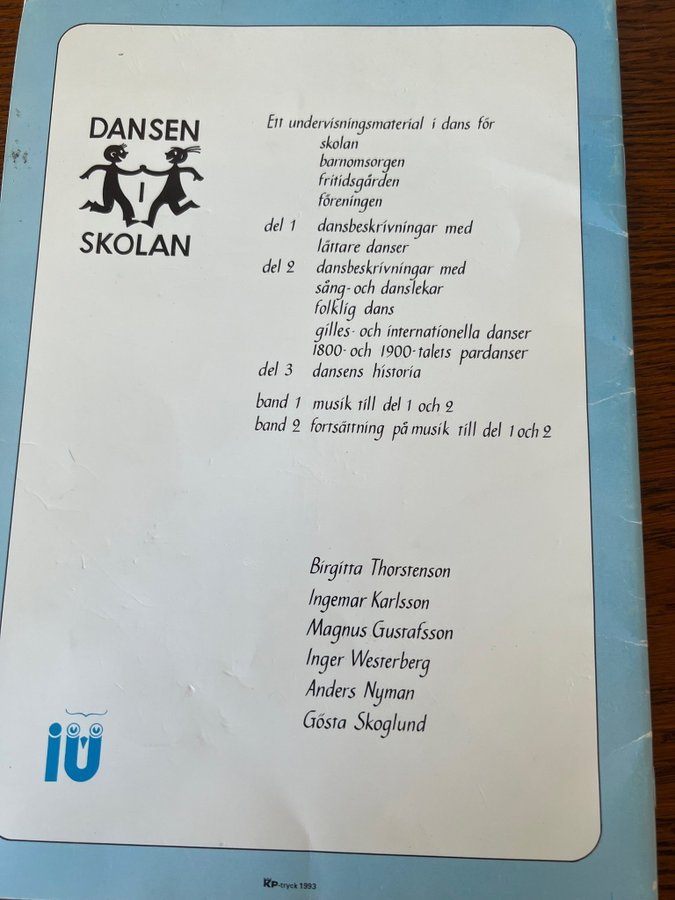 DANSEN
I
SKOLAN
Ett undervisningsmaterial i dans för
skolan
barnomsorgen
fritidsgården
föreningen
del 1 dansbeskrivningar med
lättare danser
del 2 dansbeskrivningar med
sång- och danslekar
folklig dans
gilles- och internationella danser
1800- och 1900-talets pardanser
del 3 dansens historia
band 1 musik till del 1 och 2
band 2 fortsättning på musik till del 1 och 2
Birgitta Thorstenson
Ingemar Karlsson
Magnus Gustafsson
Inger Westerberg
Anders Nyman
Gösta Skoglund
iU
KP-tryck 1993